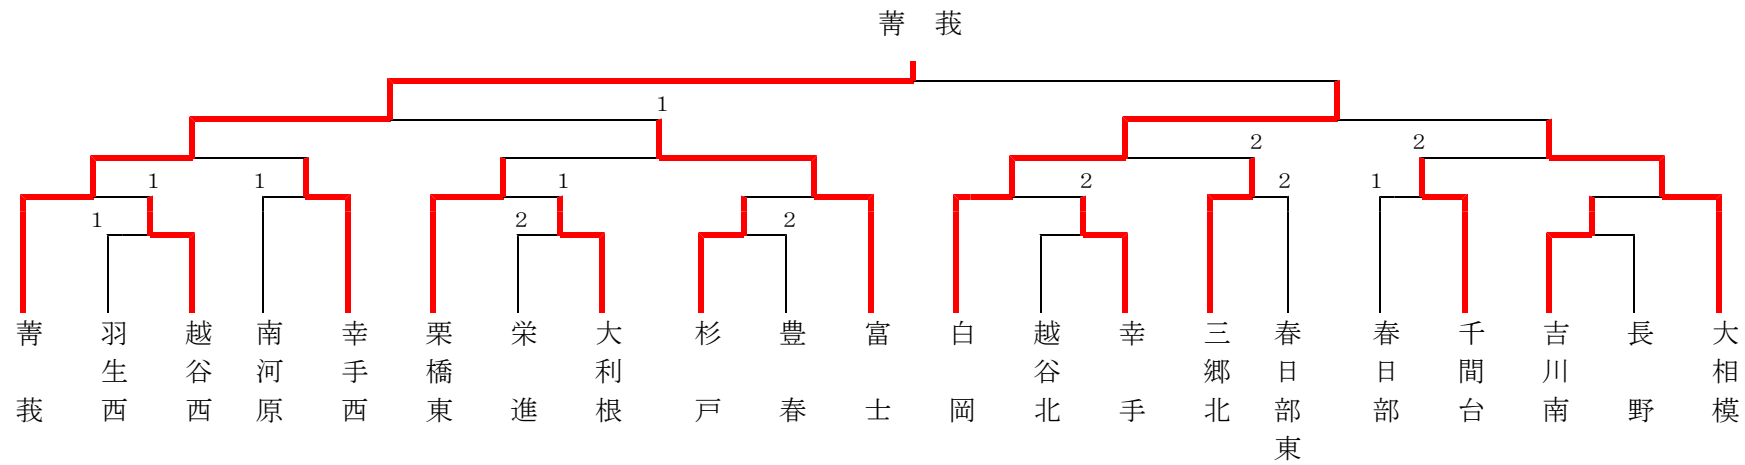 菁 莪
1
2
2
1
1
1
2
2
1
1
2
2
菁莪
羽生西
越谷西
南河原
幸手西
栗橋東
栄進
大利根
杉戸
豊春
富士
白岡
越谷北
幸手
三郷北
春日部東
春日部
千間台
吉川南
長野
大相模